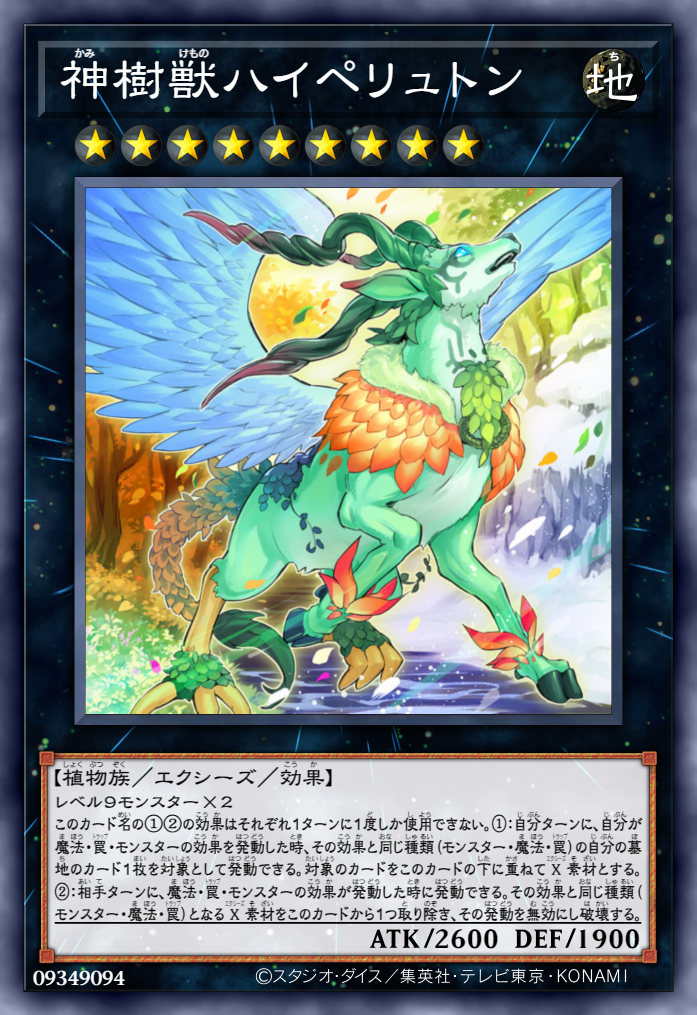 神樹獣ハイペリュトン
地
【植物族／エクシーズ／効果】
レベル９モンスター×２
このカード名の①②の効果はそれぞれ1ターンに1度しか使用できない。①：自分ターンに、自分が
魔法・罠・モンスターの効果を発動した時、その効果と同じ種類(モンスター・魔法・罠)の自分の墓
地のカード1枚を対象として発動できる。対象のカードをこのカードの下に重ねてX素材とする。
②：相手ターンに、魔法・罠・モンスターの効果が発動した時に発動できる。その効果と同じ種類(
モンスター・魔法・罠)となるX素材をこのカードから1つ取り除き、その発動を無効にし破壊する。
ATK/2600 DEF/1900
09349094 ©スタジオ・ダイス／集英社・テレビ東京・KONAMI